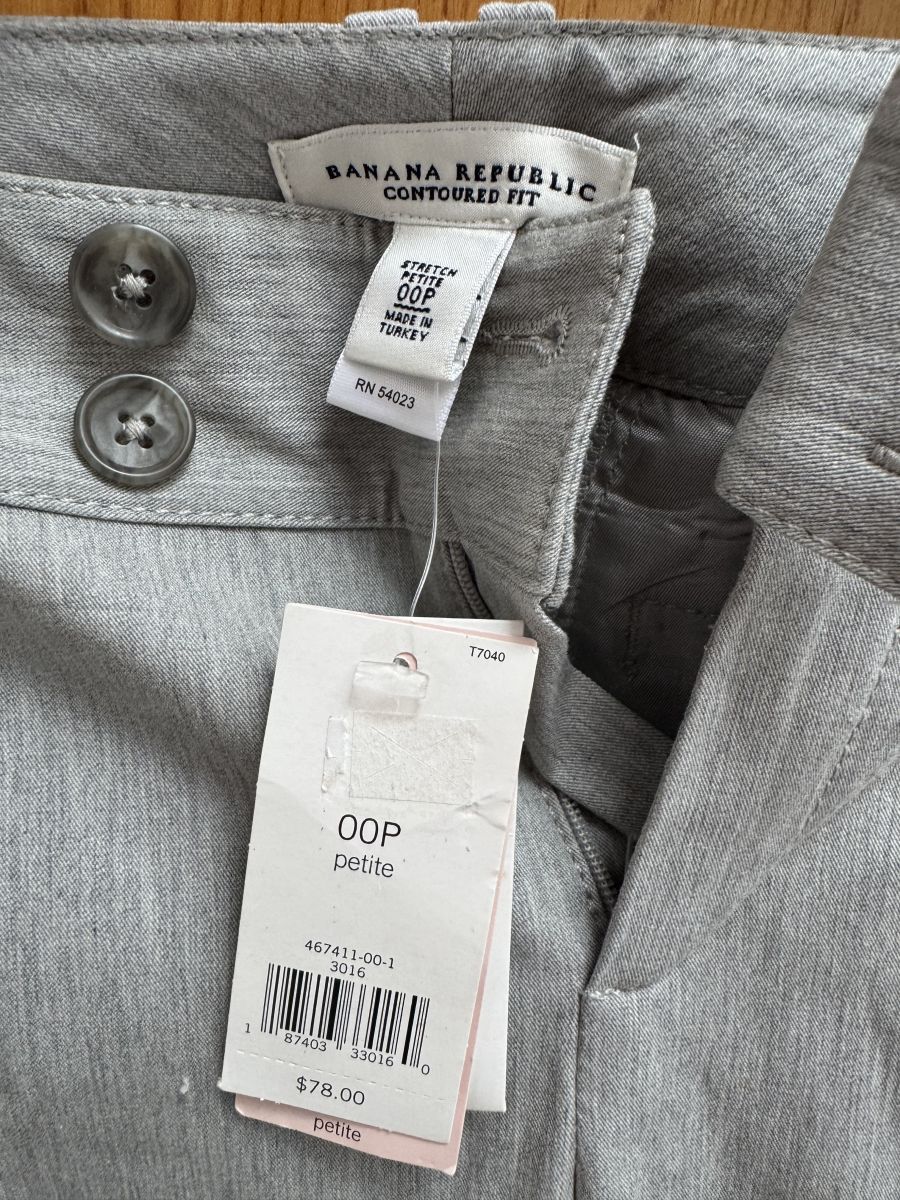 BANANA REPUBLIC
CONTOURED FIT
STRETCH
PETITE
00P
MADE IN
TURKEY
RN 54023
T7040
00P
petite
467411-00-1
3016
1 87403 33016 0
$78.00
petite